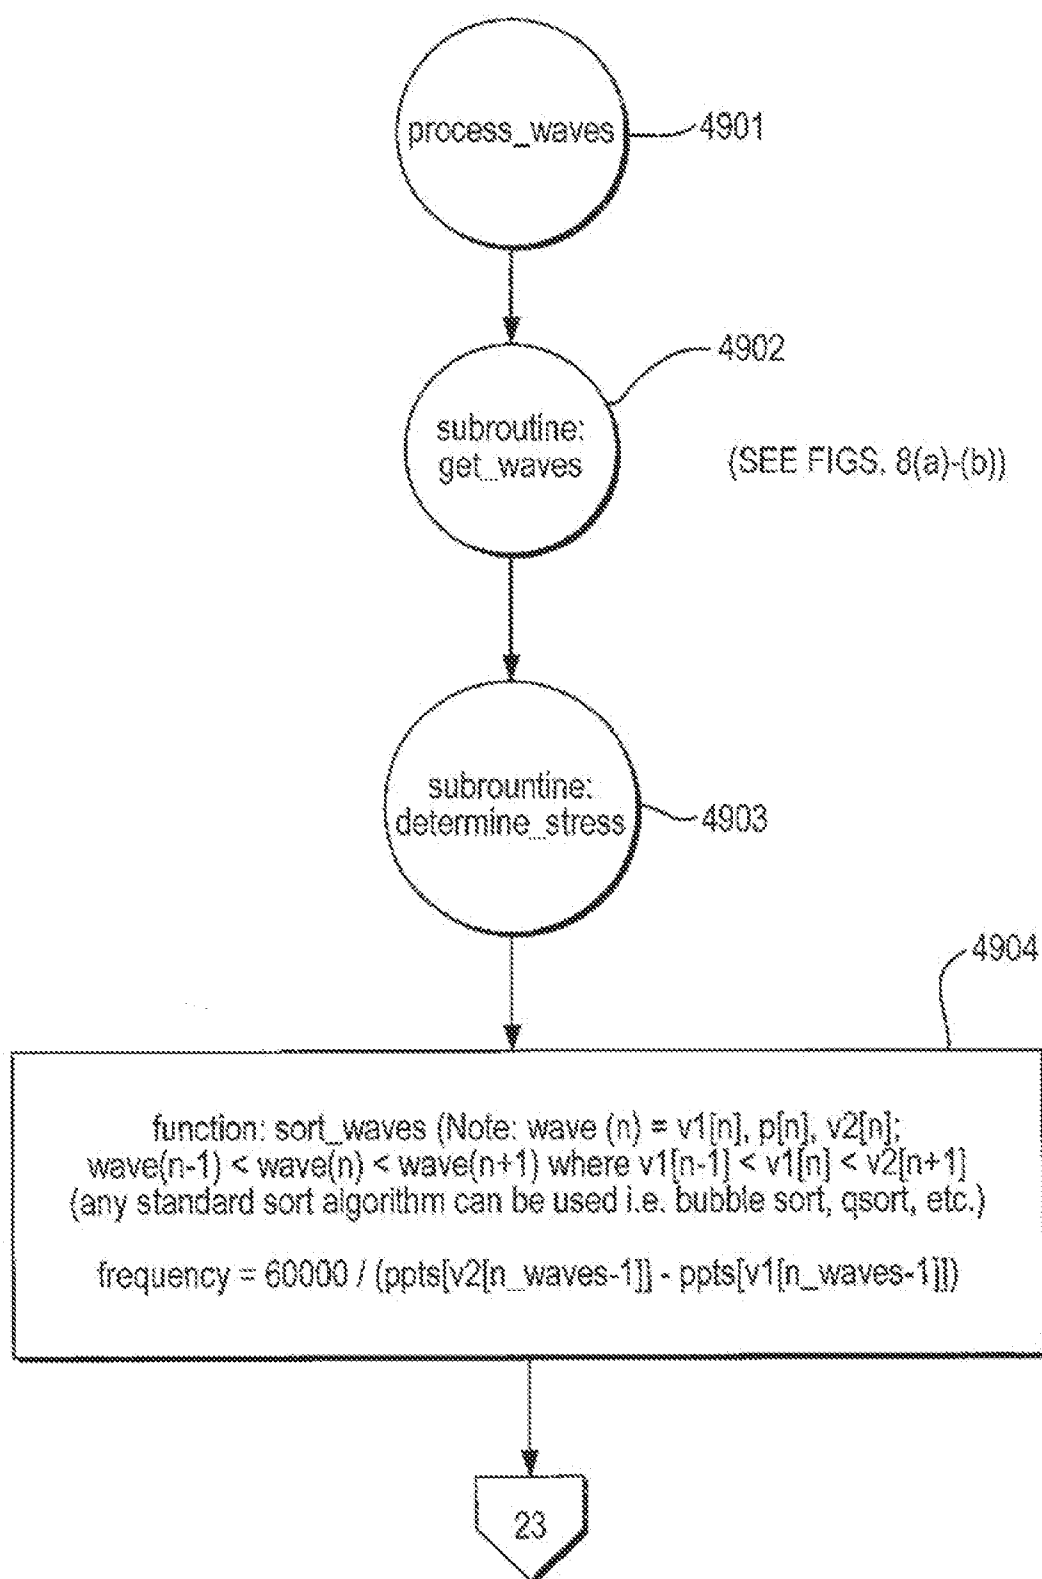 process_waves
4901
4902
subroutine:
get_waves
(SEE FIGS. 8(a)-(b))
subrountine:
determine_stress
4903
4904
function: sort_waves (Note: wave (n) = v1[n], p[n], v2[n];
wave(n-1) < wave(n) < wave(n+1) where v1[n-1] < v1[n] < v2[n+1]
(any standard sort algorithm can be used i.e. bubble sort, qsort, etc.)
frequency = 60000 / (ppts[v2[n_waves-1]] - ppts[v1[n_waves-1]])
23